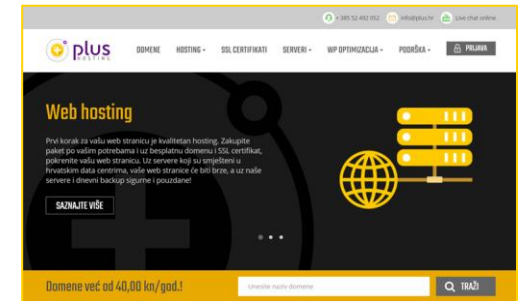 + 385 52 492 052 info@plus.hr Live chat online
plus
HOSTING
DOMENE HOSTING SSL CERTIFIKATI SERVERI WP OPTIMIZACIJA PODRŠKA PRIJAVA
Web hosting
Prvi korak za vašu web stranicu je kvalitetan hosting. Zakupite
paket po vašim potrebama i uz besplatnu domenu i SSL certifikat,
pokrenite vašu web stranicu. Uz servere koji su smješteni u
hrvatskim data centrima, vaše web stranice će biti brze, a uz naše
servere i dnevni backup sigurne i pouzdane!
SAZNAJTE VIŠE
Domene već od 40,00 kn/god.! Unesite naziv domene TRAŽI